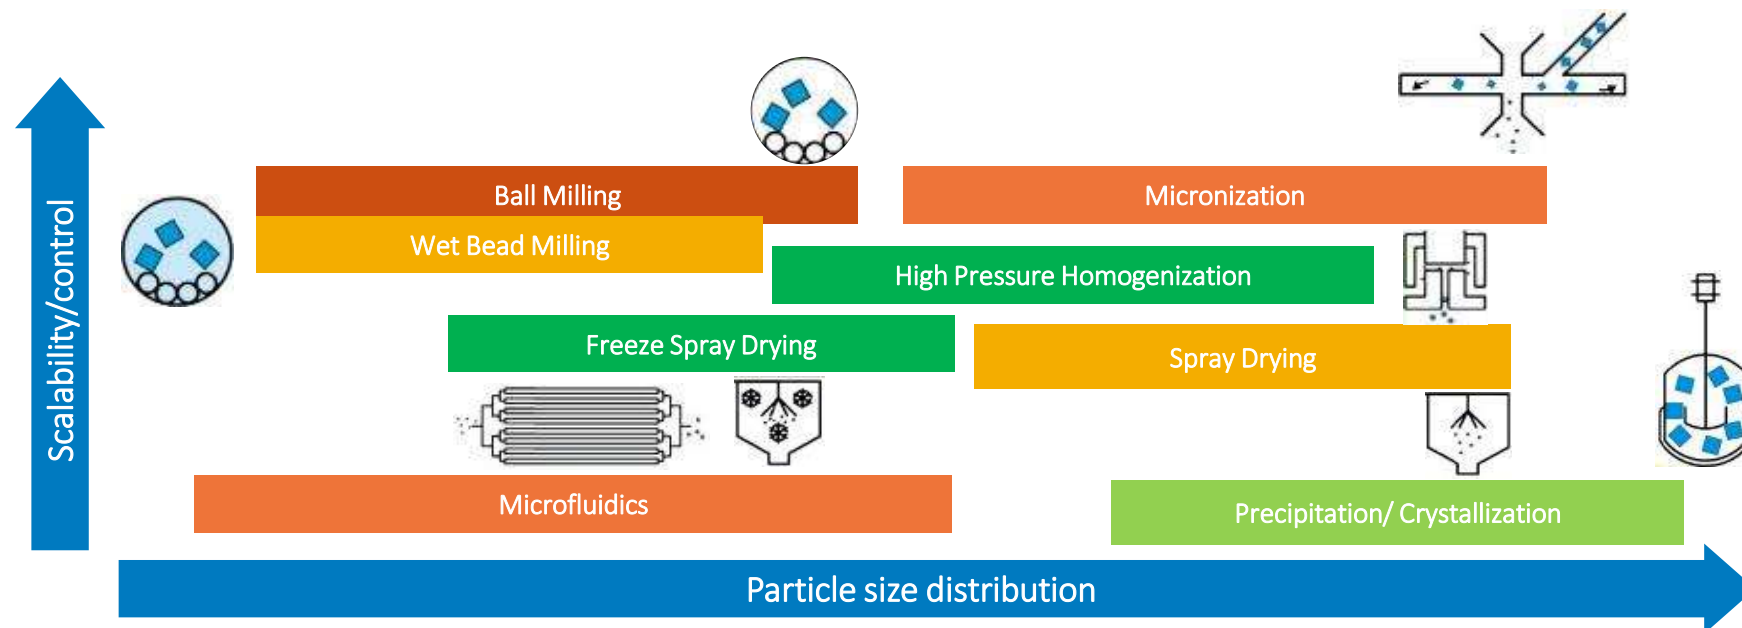 Scalability/control
Ball Milling
Micronization
Wet Bead Milling
High Pressure Homogenization
Freeze Spray Drying
Spray Drying
Microfluidics
Precipitation/ Crystallization
Particle size distribution